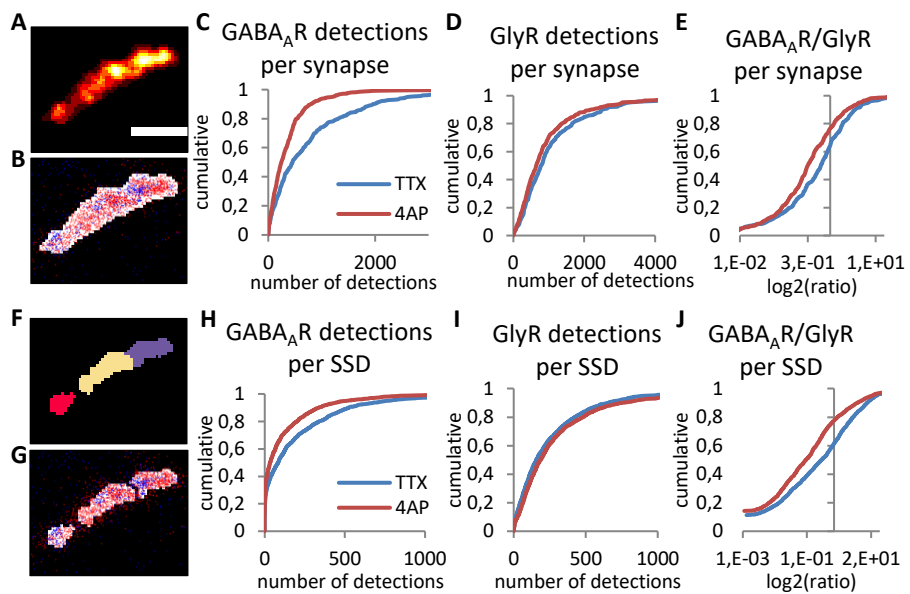 A
B
C
GABAAR detections
per synapse
cumulative
1
0,8
0,6
0,4
0,2
0
0
2000
number of detections
TTX
4AP
D
GlyR detections
per synapse
cumulative
1
0,8
0,6
0,4
0,2
0
0
2000
4000
number of detections
E
GABAAR/GlyR
per synapse
cumulative
1
0,8
0,6
0,4
0,2
0
1,E-02
3,E-01
1,E+01
log2(ratio)
F
G
H
GABAAR detections
per SSD
cumulative
1
0,8
0,6
0,4
0,2
0
0
500
1000
number of detections
TTX
4AP
I
GlyR detections
per SSD
cumulative
1
0,8
0,6
0,4
0,2
0
0
500
1000
number of detections
J
GABAAR/GlyR
per SSD
cumulative
1
0,8
0,6
0,4
0,2
0
1,E-03
1,E-01
2,E+01
log2(ratio)